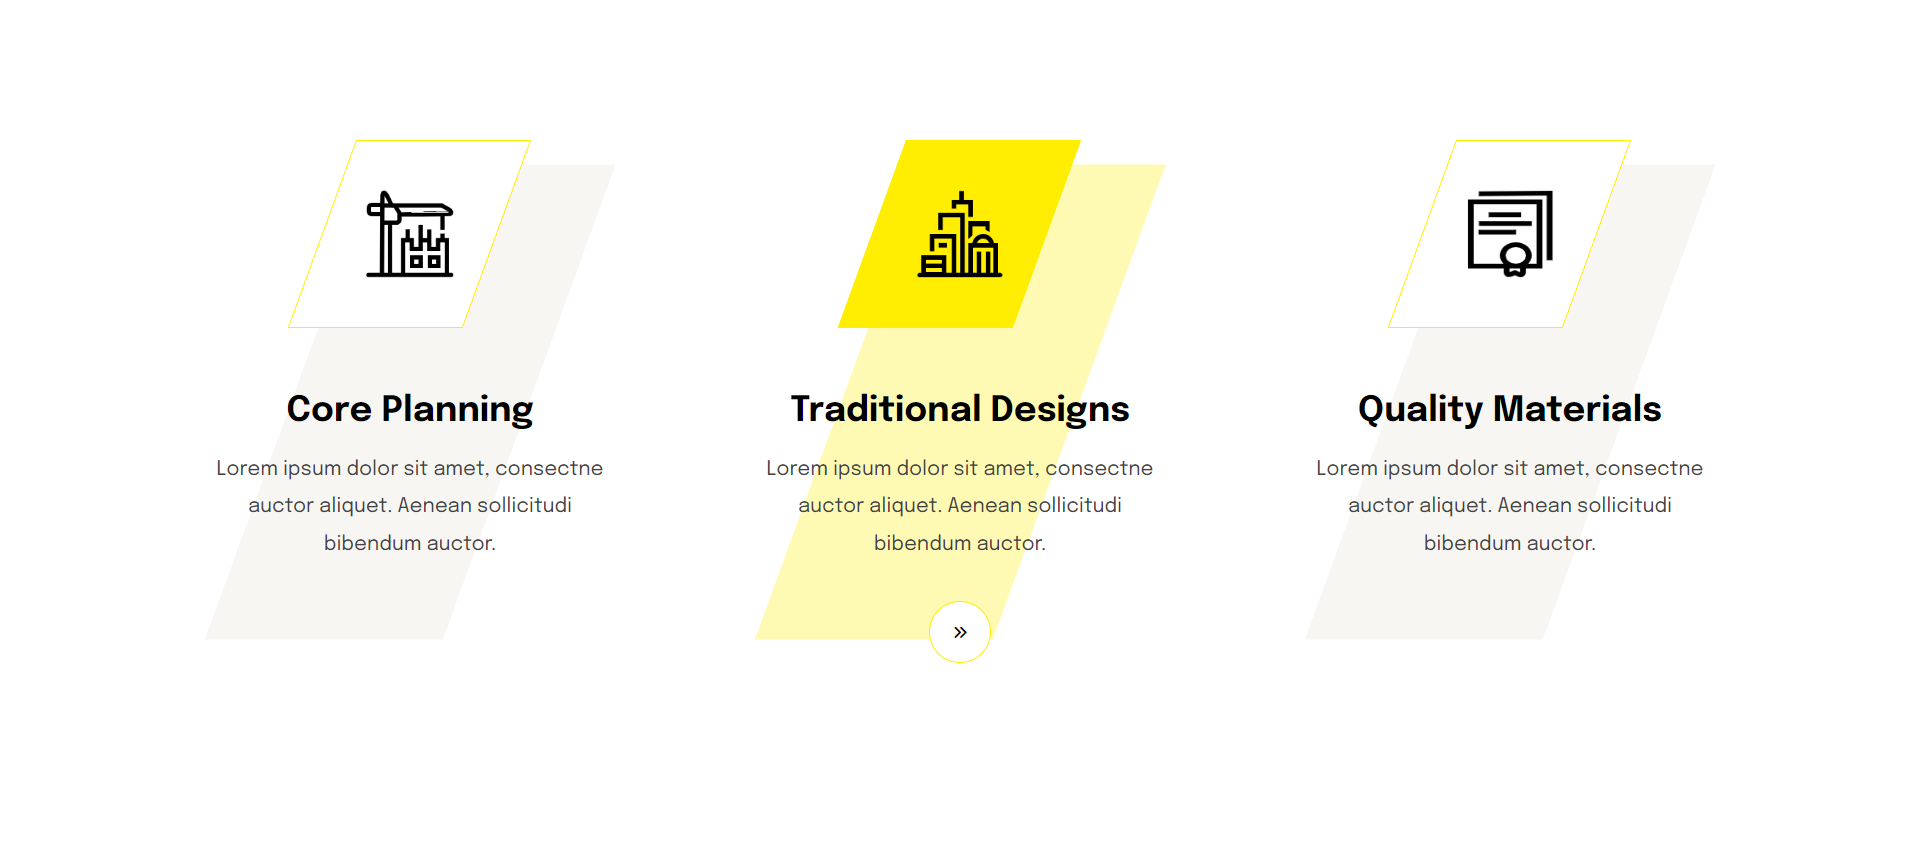 Core Planning
Lorem ipsum dolor sit amet, consectne
auctor aliquet. Aenean sollicitudi
bibendum auctor.
Traditional Designs
Lorem ipsum dolor sit amet, consectne
auctor aliquet. Aenean sollicitudi
bibendum auctor.
Quality Materials
Lorem ipsum dolor sit amet, consectne
auctor aliquet. Aenean sollicitudi
bibendum auctor.